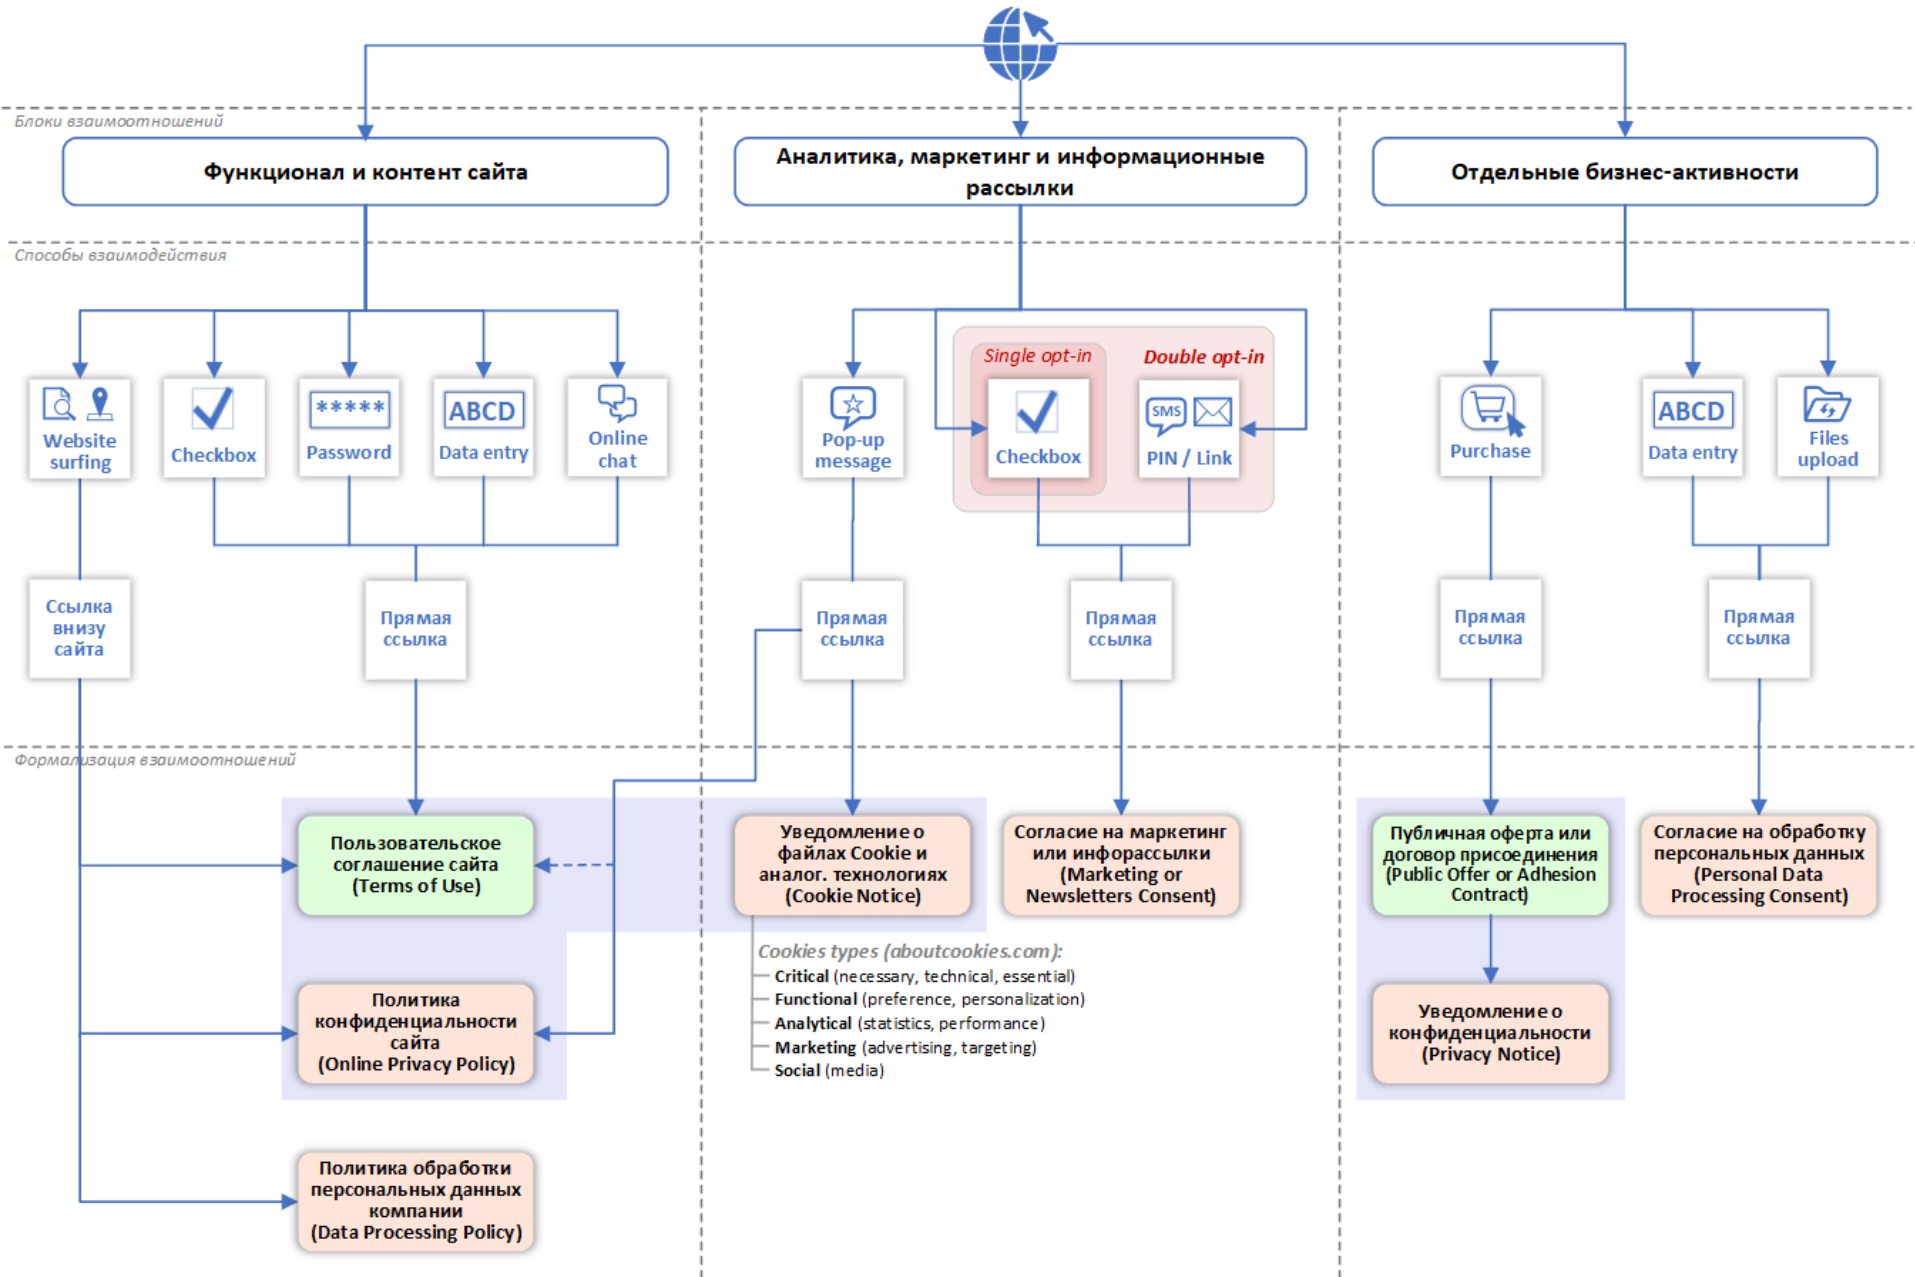 Блоки взаимоотношений
Функционал и контент сайта
Аналитика, маркетинг и информационные
рассылки
Отдельные бизнес-активности
Способы взаимодействия
Website
surfing
Checkbox
*****
Password
ABCD
Data entry
Online
chat
Pop-up
message
Single opt-in
Checkbox
Double opt-in
SMS
PIN / Link
Purchase
ABCD
Data entry
Files
upload
Ссылка
внизу
сайта
Прямая
ссылка
Прямая
ссылка
Прямая
ссылка
Прямая
ссылка
Прямая
ссылка
Формализация взаимоотношений
Пользовательское
соглашение сайта
(Terms of Use)
Уведомление о
файлах Cookie и
аналог. технологиях
(Cookie Notice)
Согласие на маркетинг
или инфорассылки
(Marketing or
Newsletters Consent)
Публичная оферта или
договор присоединения
(Public Offer or Adhesion
Contract)
Согласие на обработку
персональных данных
(Personal Data
Processing Consent)
Cookies types (aboutcookies.com):
Critical (necessary, technical, essential)
Functional (preference, personalization)
Analytical (statistics, performance)
Marketing (advertising, targeting)
Social (media)
Политика
конфиденциальности
сайта
(Online Privacy Policy)
Уведомление о
конфиденциальности
(Privacy Notice)
Политика обработки
персональных данных
компании
(Data Processing Policy)